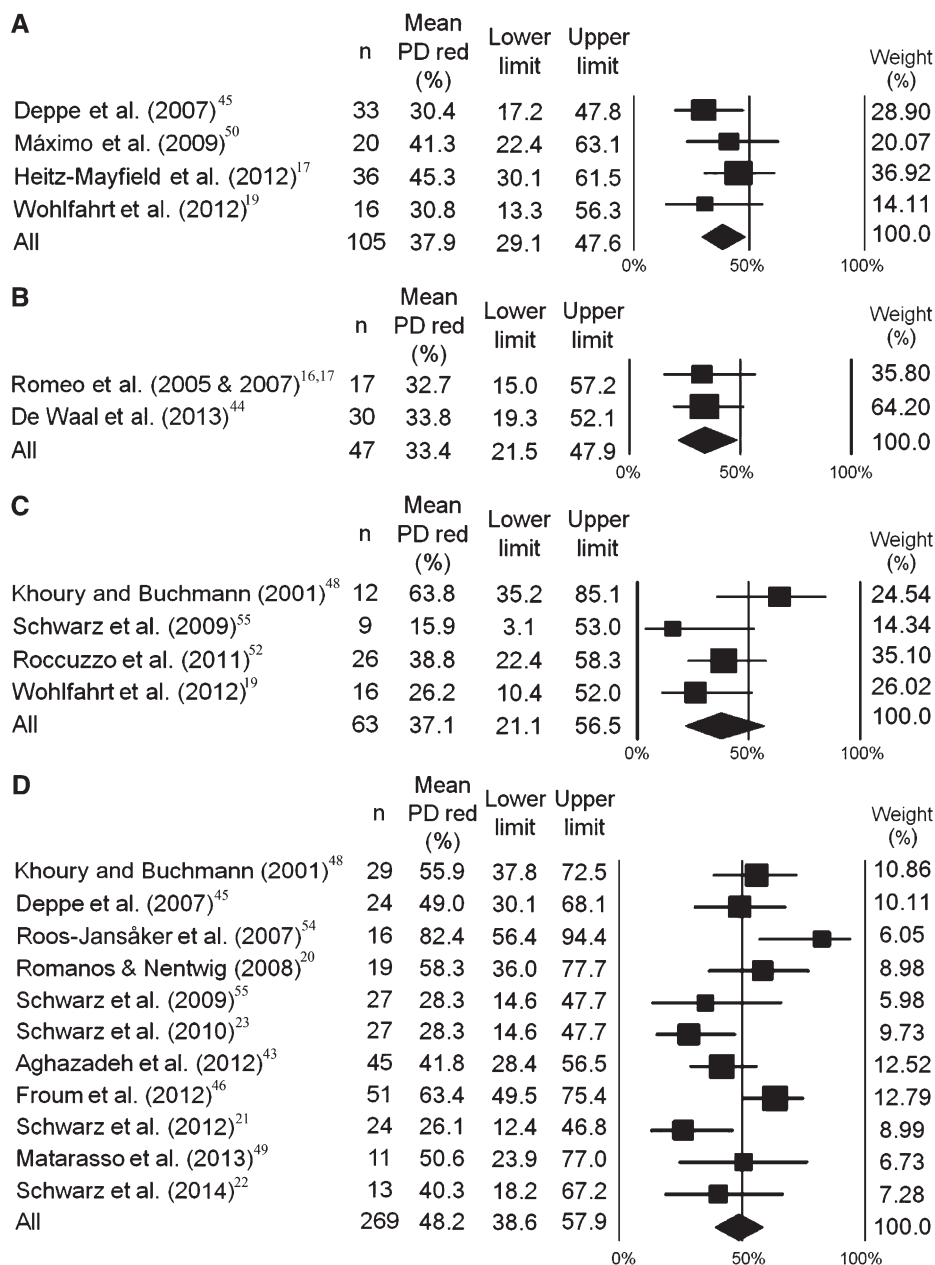 A
n Mean PD red (%) Lower limit Upper limit Weight (%)
Deppe et al. (2007)45 33 30.4 17.2 47.8 28.90
Máximo et al. (2009)50 20 41.3 22.4 63.1 20.07
Heitz-Mayfield et al. (2012)17 36 45.3 30.1 61.5 36.92
Wohlfahrt et al. (2012)19 16 30.8 13.3 56.3 14.11
All 105 37.9 29.1 47.6 100.0
0% 50% 100%
B
n Mean PD red (%) Lower limit Upper limit Weight (%)
Romeo et al. (2005 & 2007)16,17 17 32.7 15.0 57.2 35.80
De Waal et al. (2013)44 30 33.8 19.3 52.1 64.20
All 47 33.4 21.5 47.9 100.0
0% 50% 100%
C
n Mean PD red (%) Lower limit Upper limit Weight (%)
Khoury and Buchmann (2001)48 12 63.8 35.2 85.1 24.54
Schwarz et al. (2009)55 9 15.9 3.1 53.0 14.34
Roccuzzo et al. (2011)52 26 38.8 22.4 58.3 35.10
Wohlfahrt et al. (2012)19 16 26.2 10.4 52.0 26.02
All 63 37.1 21.1 56.5 100.0
0% 50% 100%
D
n Mean PD red (%) Lower limit Upper limit Weight (%)
Khoury and Buchmann (2001)48 29 55.9 37.8 72.5 10.86
Deppe et al. (2007)45 24 49.0 30.1 68.1 10.11
Roos-Jansåker et al. (2007)54 16 82.4 56.4 94.4 6.05
Romanos & Nentwig (2008)20 19 58.3 36.0 77.7 8.98
Schwarz et al. (2009)55 27 28.3 14.6 47.7 5.98
Schwarz et al. (2010)23 27 28.3 14.6 47.7 9.73
Aghazadeh et al. (2012)43 45 41.8 28.4 56.5 12.52
Froum et al. (2012)46 51 63.4 49.5 75.4 12.79
Schwarz et al. (2012)21 24 26.1 12.4 46.8 8.99
Matarasso et al. (2013)49 11 50.6 23.9 77.0 6.73
Schwarz et al. (2014)22 13 40.3 18.2 67.2 7.28
All 269 48.2 38.6 57.9 100.0
0% 50% 100%